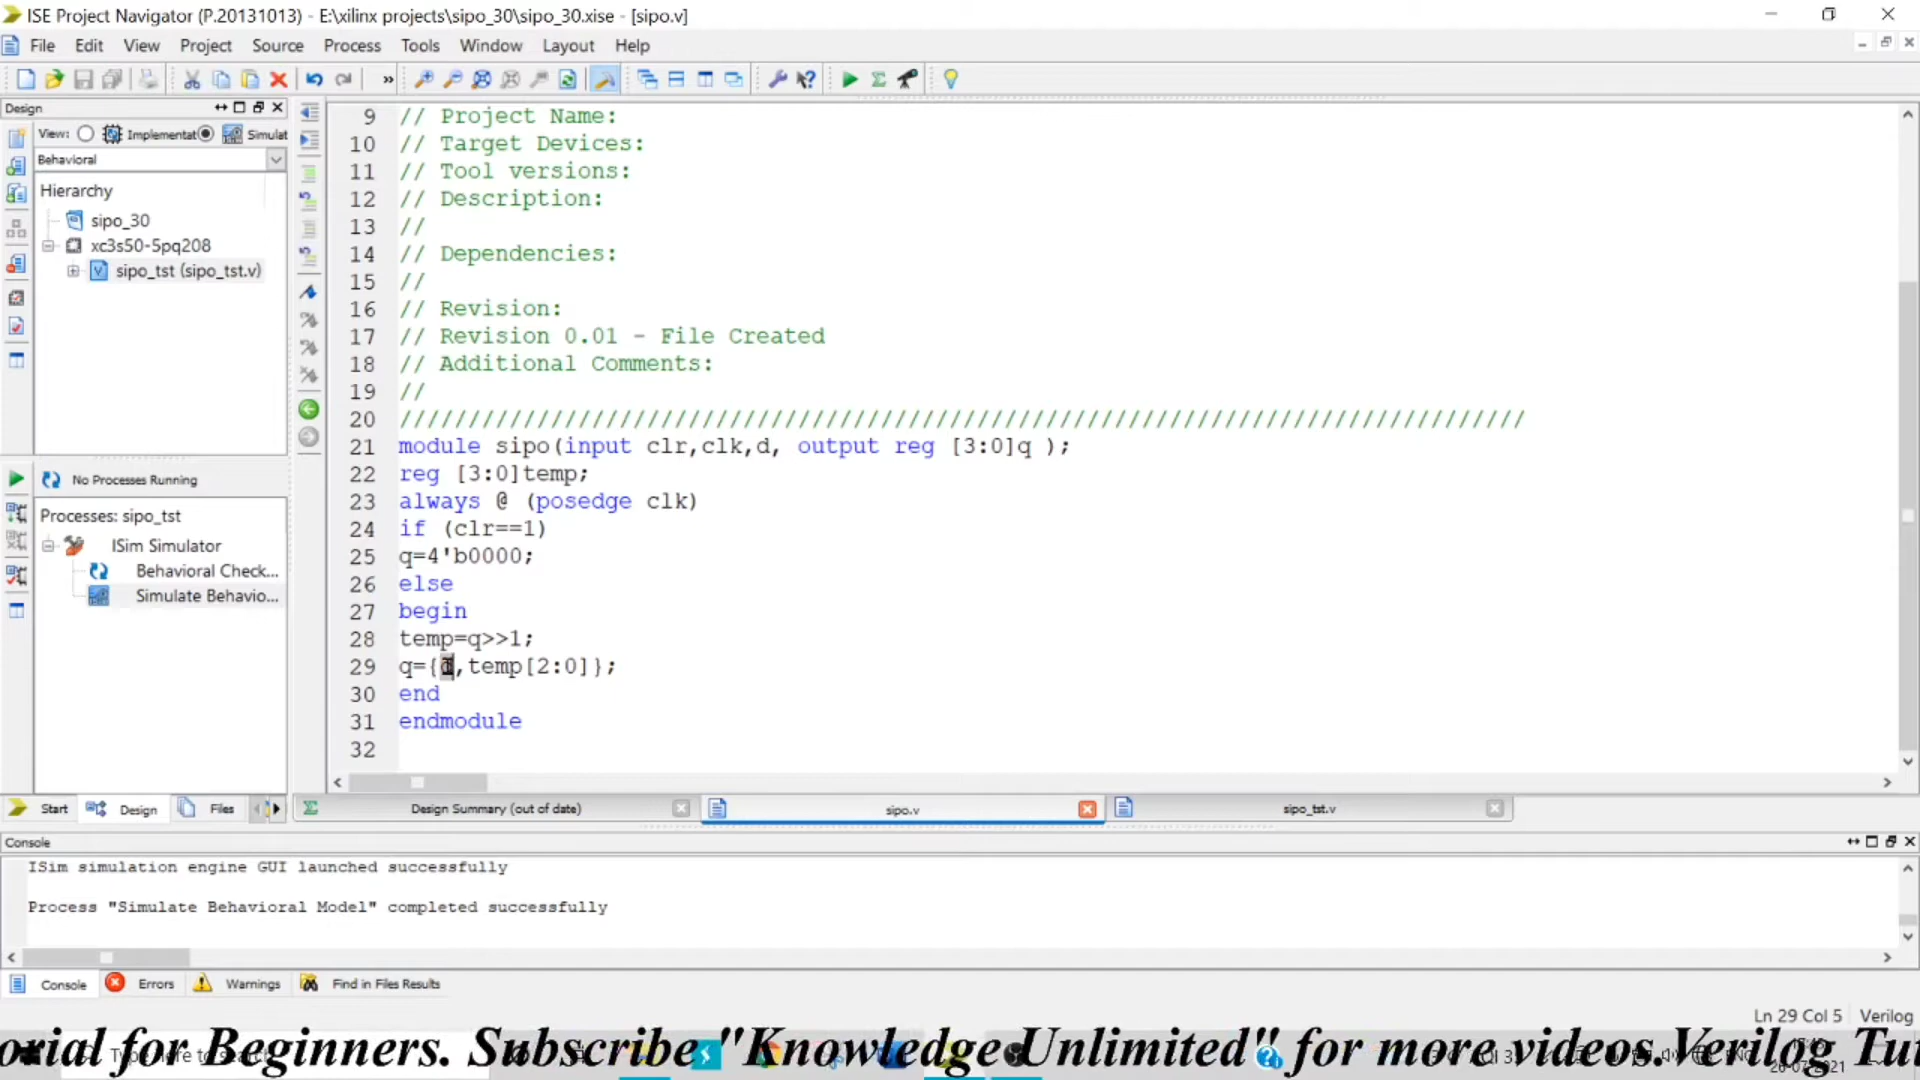 ISE Project Navigator (P.20131013) - E:\xilinx projects\sipo_30\sipo_30.xise - [sipo.v]
File Edit View Project Source Process Tools Window Layout Help
Design
View: Implementat Simulat
Behavioral
Hierarchy
sipo_30
xc3s50-5pq208
sipo_tst (sipo_tst.v)
No Processes Running
Processes: sipo_tst
ISim Simulator
Behavioral Check...
Simulate Behavio...
Start Design Files
9 // Project Name:
10 // Target Devices:
11 // Tool versions:
12 // Description:
13 //
14 // Dependencies:
15 //
16 // Revision:
17 // Revision 0.01 - File Created
18 // Additional Comments:
19 //
20 //////////////////////////////////////////////////////////////////////////////////
21 module sipo(input clr,clk,d, output reg [3:0]q );
22 reg [3:0]temp;
23 always @ (posedge clk)
24 if (clr==1)
25 q=4'b0000;
26 else
27 begin
28 temp=q>>1;
29 q={d,temp[2:0]};
30 end
31 endmodule
32
Design Summary (out of date) sipo.v sipo_tst.v
Console
ISim simulation engine GUI launched successfully
Process "Simulate Behavioral Model" completed successfully
Console Errors Warnings Find in Files Results
Ln 29 Col 5 Verilog
orial for Beginners. Subscribe "Knowledge Unlimited" for more videos.Verilog Tut
Type here to search